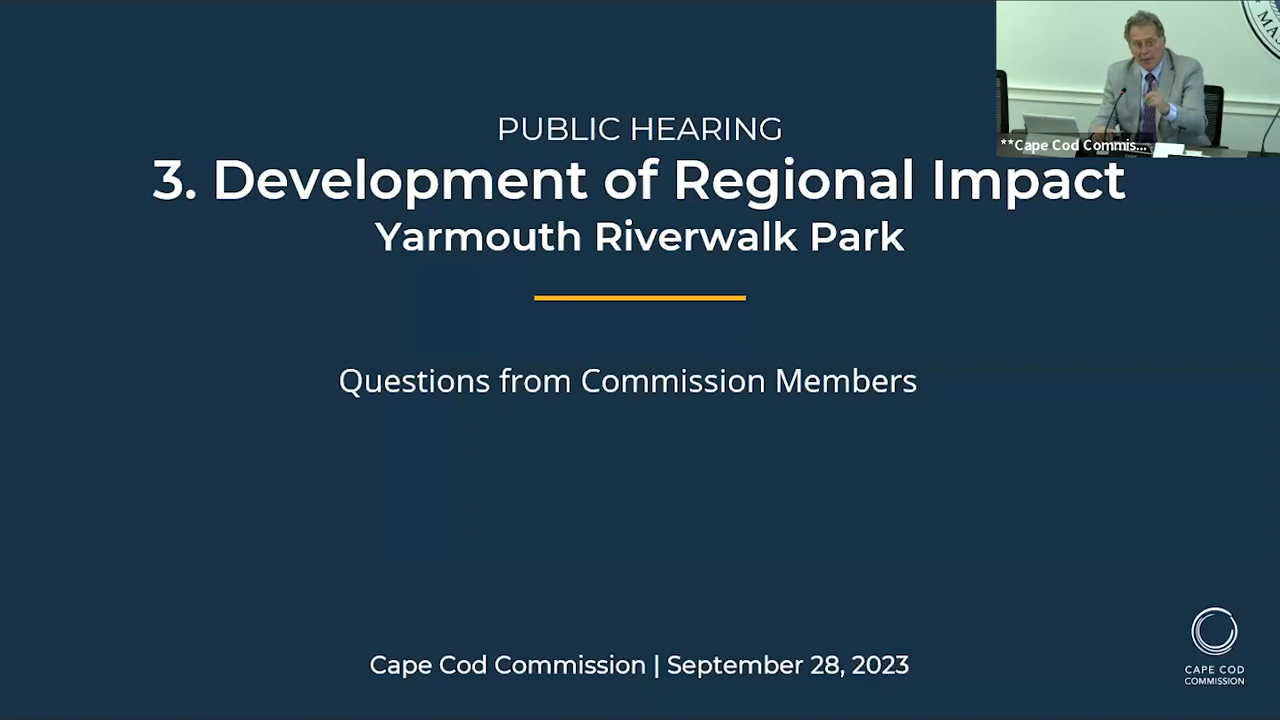 PUBLIC HEARING
3. Development of Regional Impact
Yarmouth Riverwalk Park
**Cape Cod Commis...
Questions from Commission Members
Cape Cod Commission | September 28, 2023
CAPE COD
COMMISSION